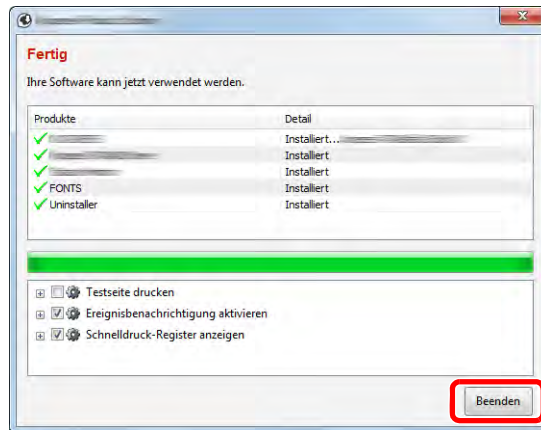 Fertig
Ihre Software kann jetzt verwendet werden.
Produkte Detail
Installiert...
Installiert
Installiert
FONTS Installiert
Uninstaller Installiert
Testseite drucken
Ereignisbenachrichtigung aktivieren
Schnelldruck-Register anzeigen
Beenden